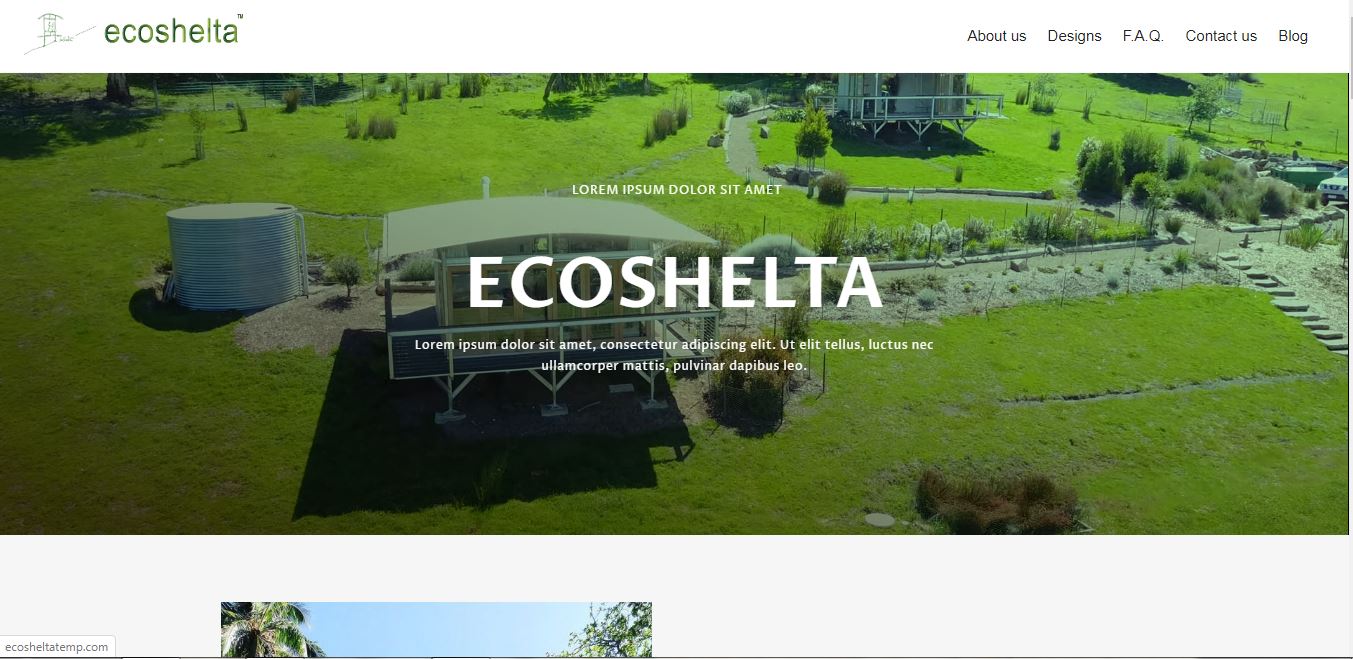 ecoshelta™
About us Designs F.A.Q. Contact us Blog
LOREM IPSUM DOLOR SIT AMET
ECOSHELTA
Lorem ipsum dolor sit amet, consectetur adipiscing elit. Ut elit tellus, luctus nec
ullamcorper mattis, pulvinar dapibus leo.
ecosheltatemp.com